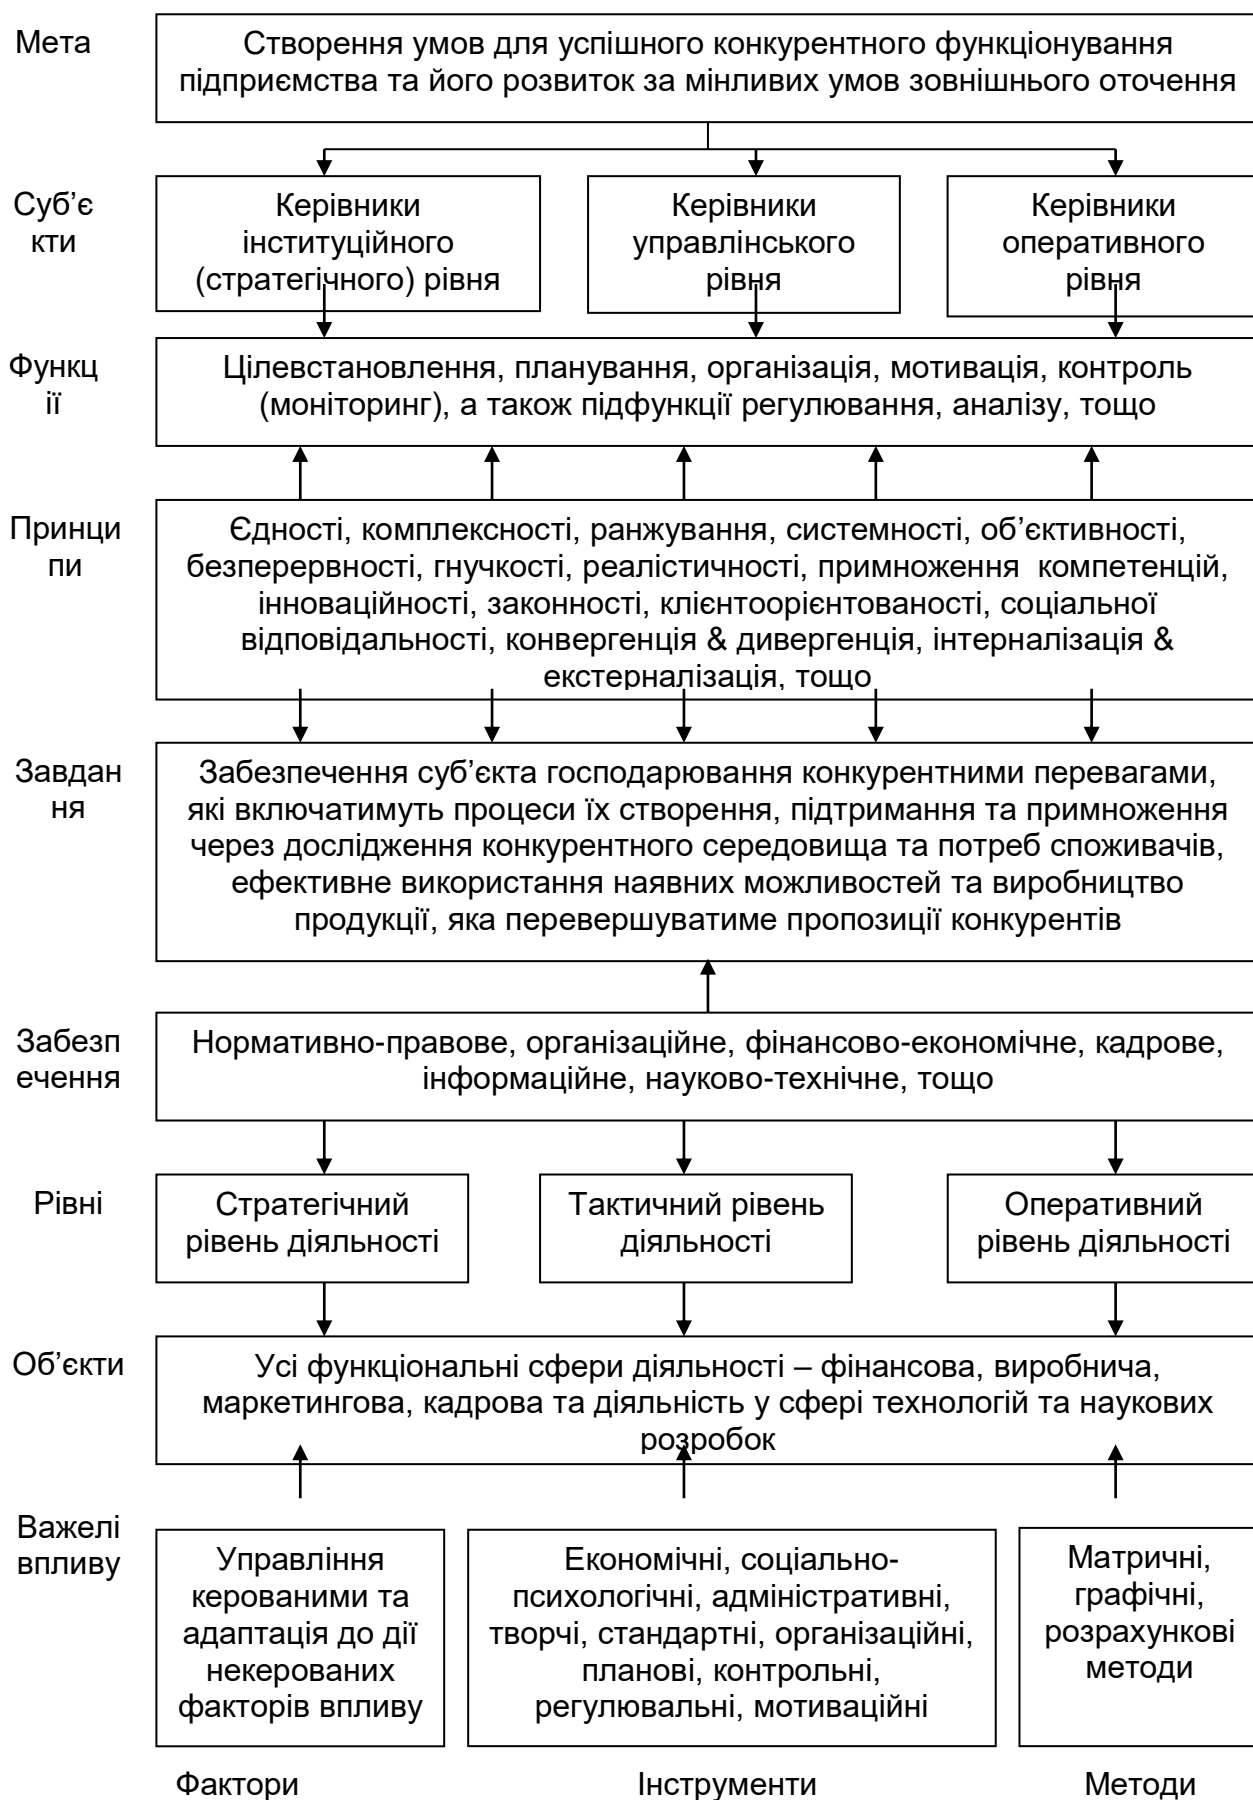 Мета
Створення умов для успішного конкурентного функціонування
підприємства та його розвиток за мінливих умов зовнішнього оточення
Суб’є
кти
Керівники
інституційного
(стратегічного) рівня
Керівники
управлінського
рівня
Керівники
оперативного
рівня
Функц
ії
Цілевстановлення, планування, організація, мотивація, контроль
(моніторинг), а також підфункції регулювання, аналізу, тощо
Принци
пи
Єдності, комплексності, ранжування, системності, об’єктивності,
безперервності, гнучкості, реалістичності, примноження  компетенцій,
інноваційності, законності, клієнтоорієнтованості, соціальної
відповідальності, конвергенція & дивергенція, інтерналізація &
екстерналізація, тощо
Завдан
ня
Забезпечення суб’єкта господарювання конкурентними перевагами,
які включатимуть процеси їх створення, підтримання та примноження
через дослідження конкурентного середовища та потреб споживачів,
ефективне використання наявних можливостей та виробництво
продукції, яка перевершуватиме пропозиції конкурентів
Забезп
ечення
Нормативно-правове, організаційне, фінансово-економічне, кадрове,
інформаційне, науково-технічне, тощо
Рівні
Стратегічний
рівень діяльності
Тактичний рівень
діяльності
Оперативний
рівень діяльності
Об’єкти
Усі функціональні сфери діяльності – фінансова, виробнича,
маркетингова, кадрова та діяльність у сфері технологій та наукових
розробок
Важелі
впливу
Управління
керованими та
адаптація до дії
некерованих
факторів впливу
Економічні, соціально-
психологічні, адміністративні,
творчі, стандартні, організаційні,
планові, контрольні,
регулювальні, мотиваційні
Матричні,
графічні,
розрахункові
методи
Фактори
Інструменти
Методи